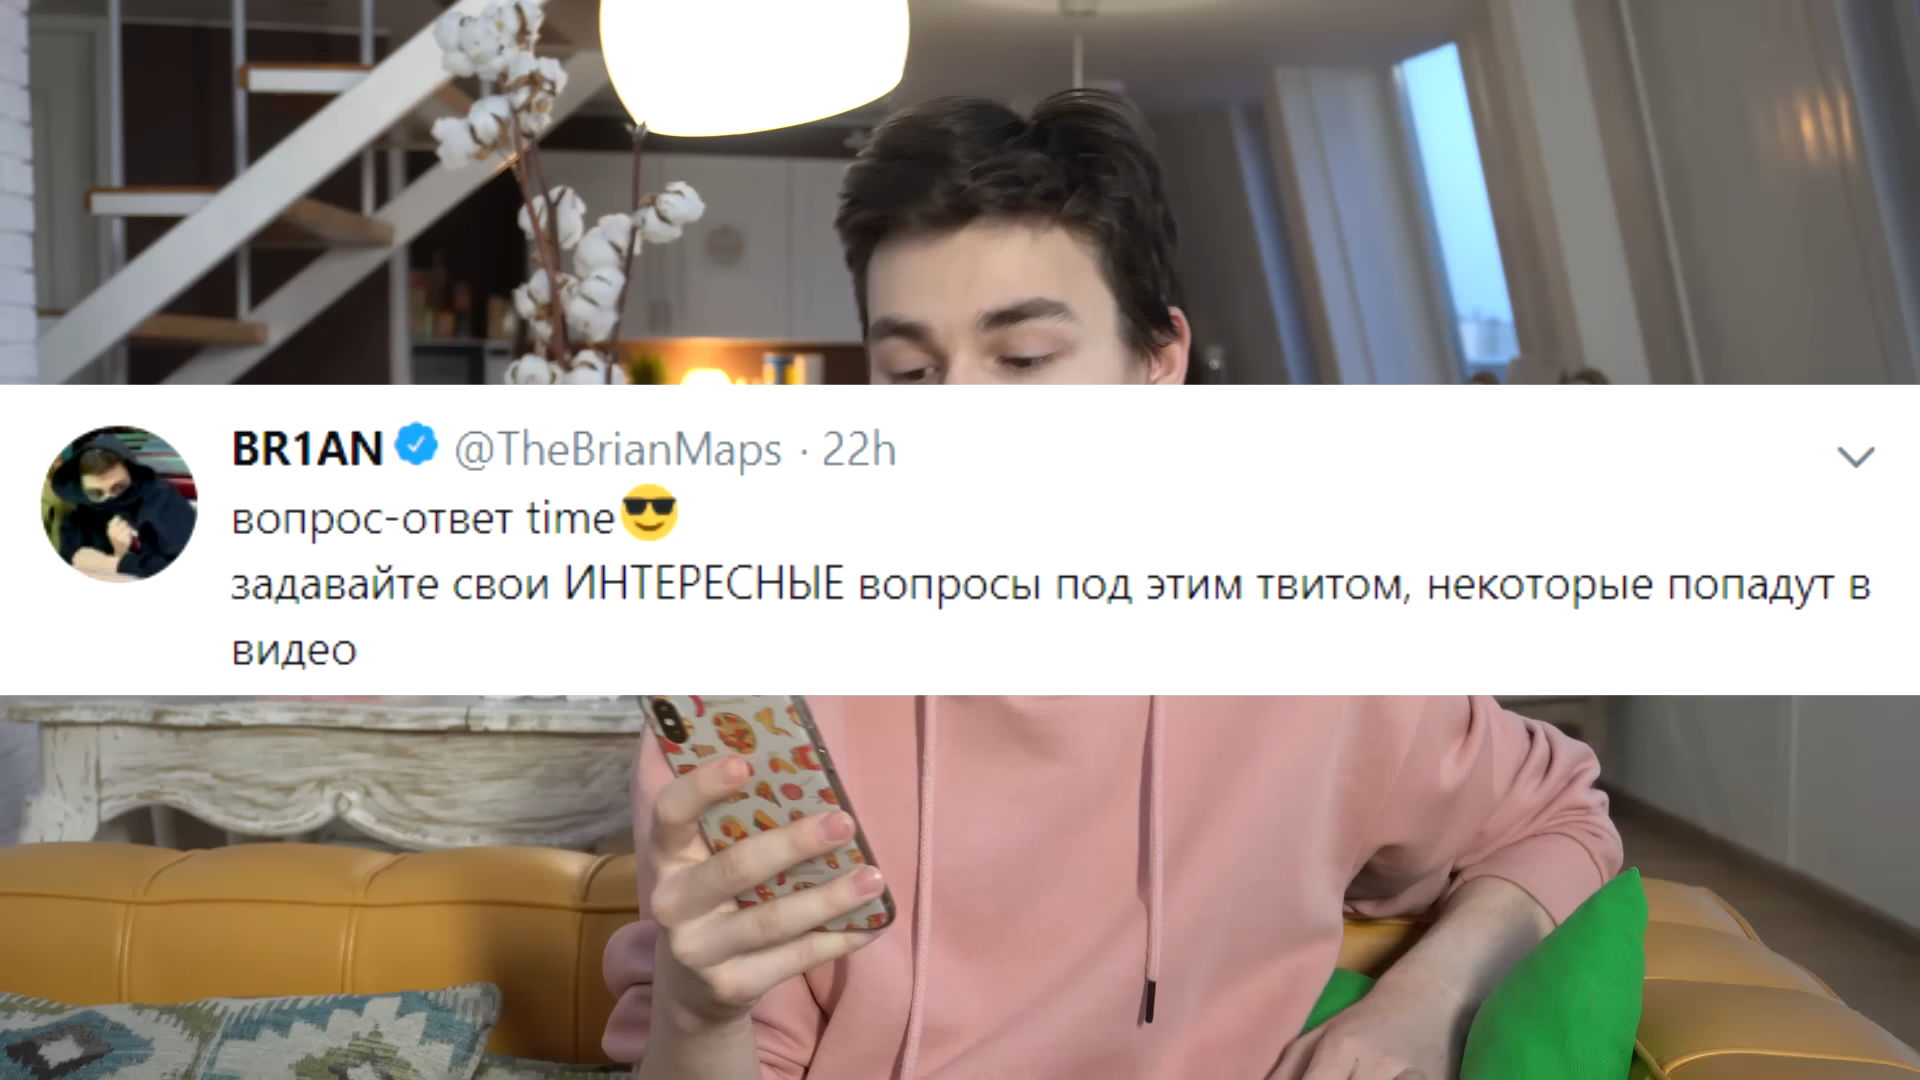 BR1AN @TheBrianMaps · 22h
вопрос-ответ time😎
задавайте свои ИНТЕРЕСНЫЕ вопросы под этим твитом, некоторые попадут в
видео